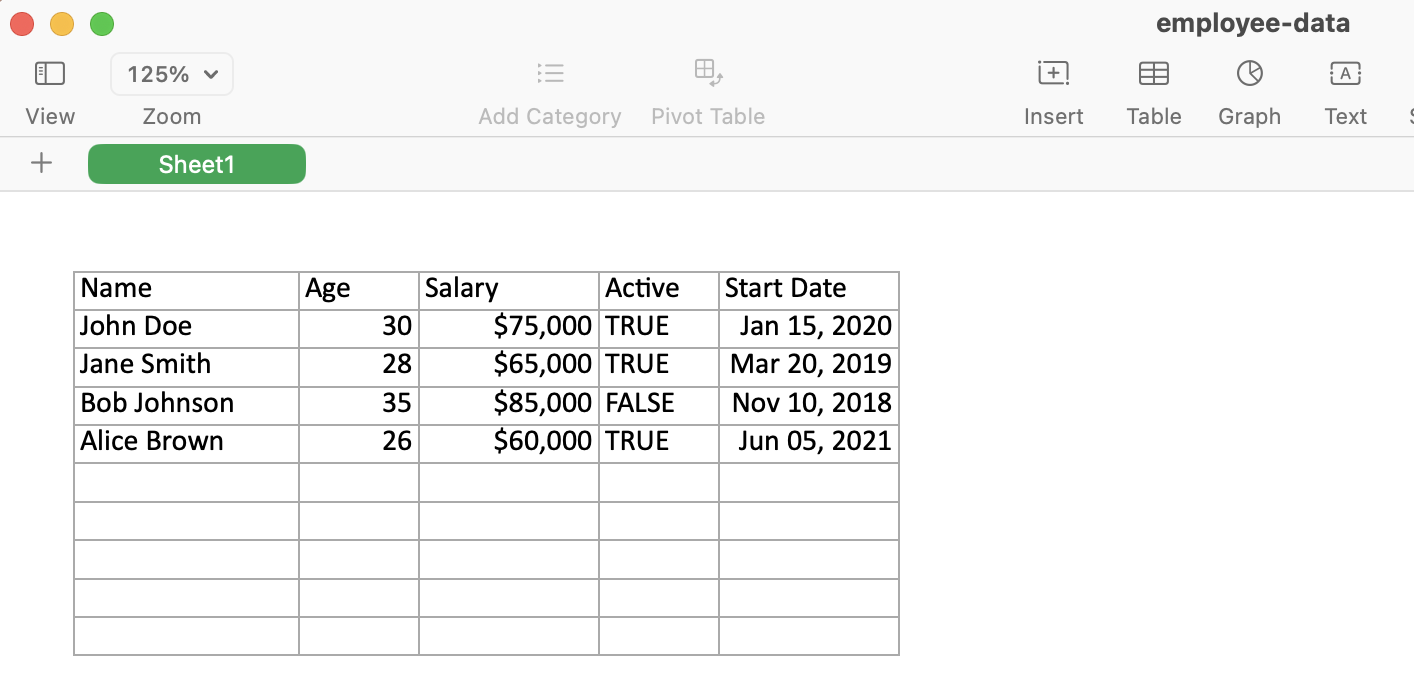 employee-data
125%
View Zoom Add Category Pivot Table Insert Table Graph Text
Sheet1
Name Age Salary Active Start Date
John Doe 30 $75,000 TRUE Jan 15, 2020
Jane Smith 28 $65,000 TRUE Mar 20, 2019
Bob Johnson 35 $85,000 FALSE Nov 10, 2018
Alice Brown 26 $60,000 TRUE Jun 05, 2021